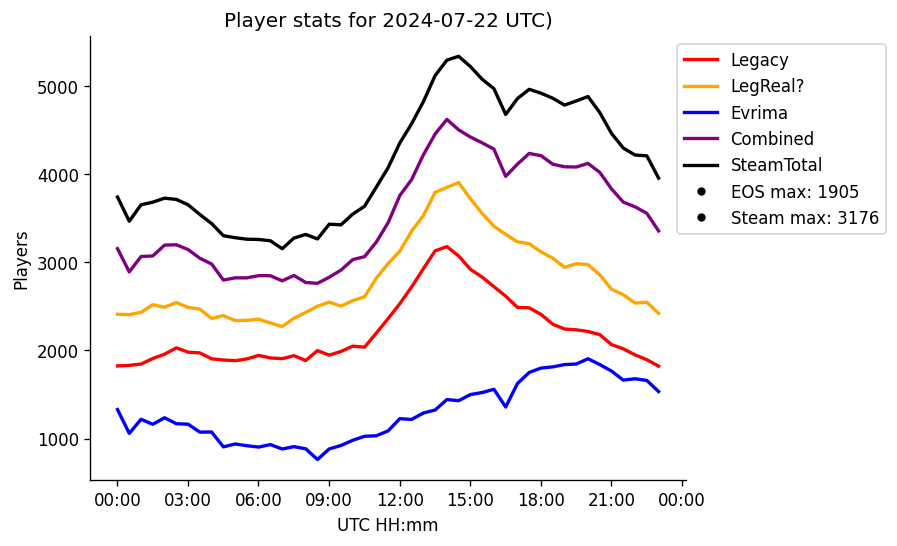 Player stats for 2024-07-22 UTC)
Legacy
LegReal?
Evrima
Combined
SteamTotal
EOS max: 1905
Steam max: 3176
Players
5000
4000
3000
2000
1000
00:00 03:00 06:00 09:00 12:00 15:00 18:00 21:00 00:00
UTC HH:mm